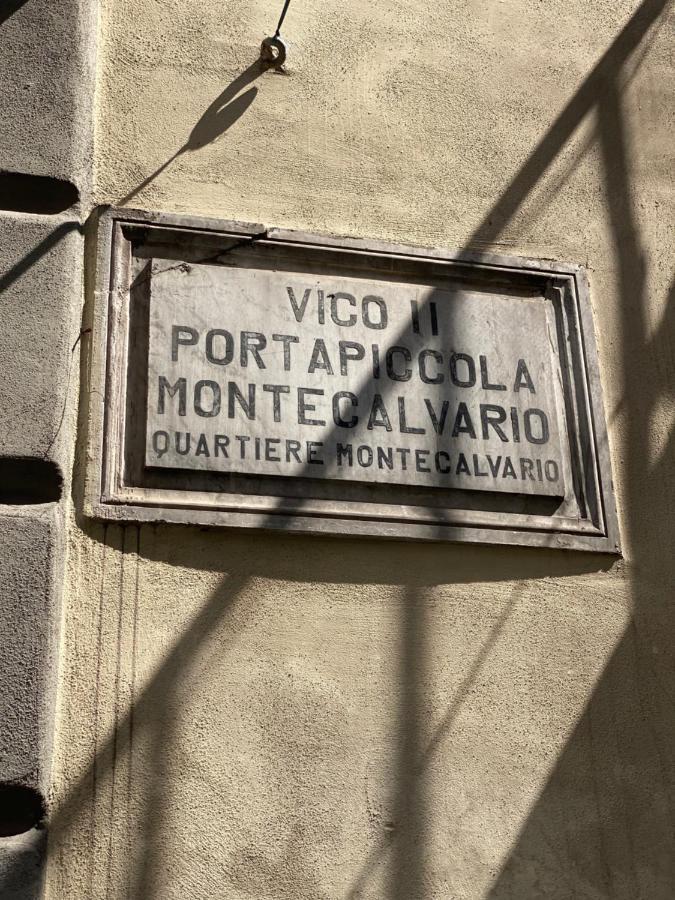 VICO II
PORTAPICCOLA
MONTECALVARIO
QUARTIERE MONTECALVARIO